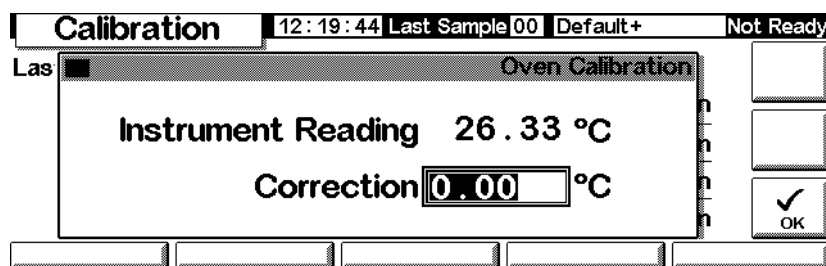 Calibration 12:19:44 Last Sample 00 Default+ Not Ready
Las Oven Calibration
Instrument Reading 26.33 °C
Correction 0.00 °C
OK